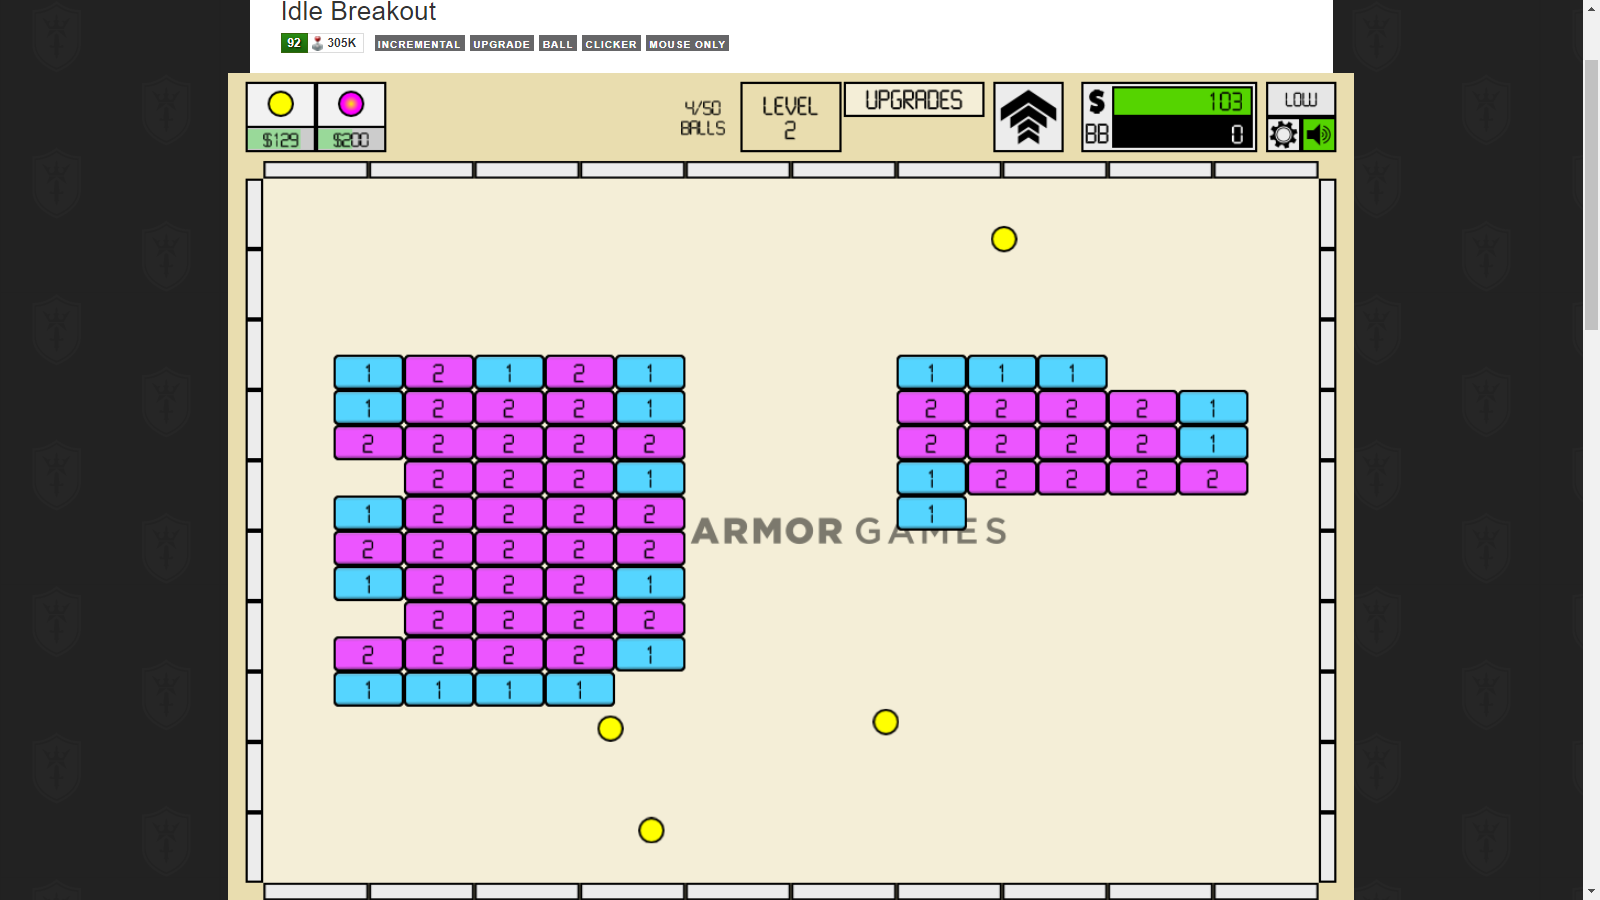 Idle Breakout
92 305K INCREMENTAL UPGRADE BALL CLICKER MOUSE ONLY
$129 $200
4/50
BALLS
LEVEL
2
UPGRADES
$ 103
BB 0
LOW
1 2 1 2 1 1 1 1
1 2 2 2 1 2 2 2 2 1
2 2 2 2 2 2 2 2 2 1
2 2 2 1 1 2 2 2 2
1 2 2 2 2 1
ARMOR GAMES
2 2 2 2 2
1 2 2 2 1
2 2 2 2
2 2 2 2 1
1 1 1 1